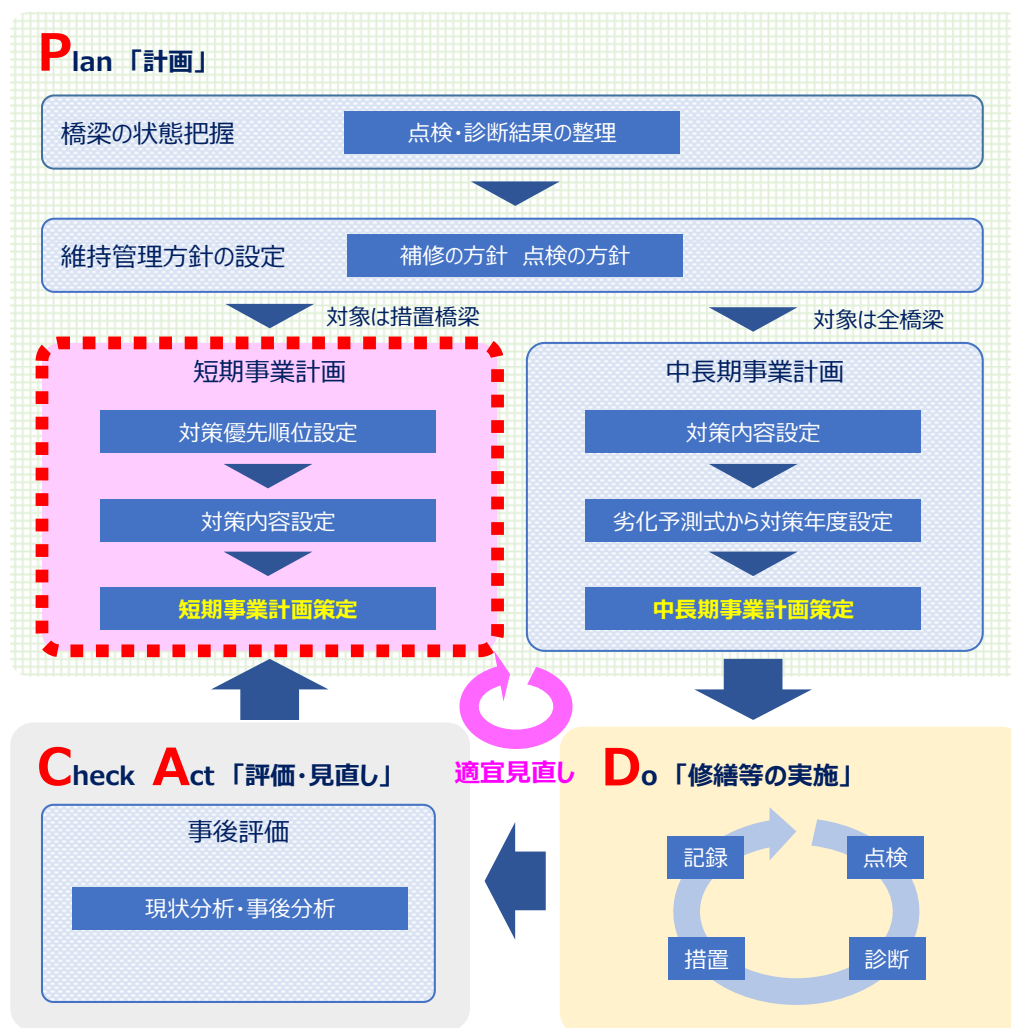 Plan「計画」
橋梁の状態把握
点検・診断結果の整理
維持管理方針の設定
補修の方針 点検の方針
対象は措置橋梁
対象は全橋梁
短期事業計画
対策優先順位設定
対策内容設定
短期事業計画策定
中長期事業計画
対策内容設定
劣化予測式から対策年度設定
中長期事業計画策定
適宜見直し
Check Act「評価・見直し」
事後評価
現状分析・事後分析
Do「修繕等の実施」
記録
点検
措置
診断